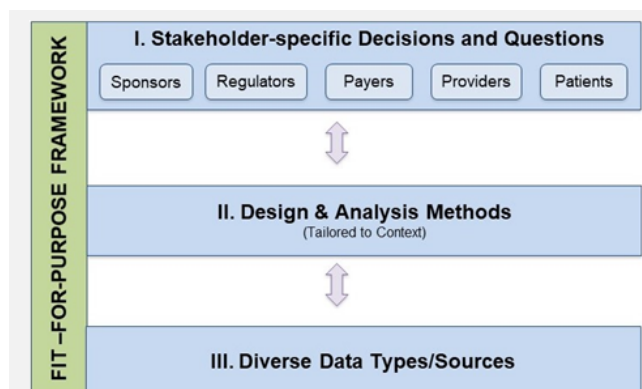 FIT –FOR-PURPOSE FRAMEWORK
I. Stakeholder-specific Decisions and Questions
Sponsors Regulators Payers Providers Patients
II. Design & Analysis Methods
(Tailored to Context)
III. Diverse Data Types/Sources